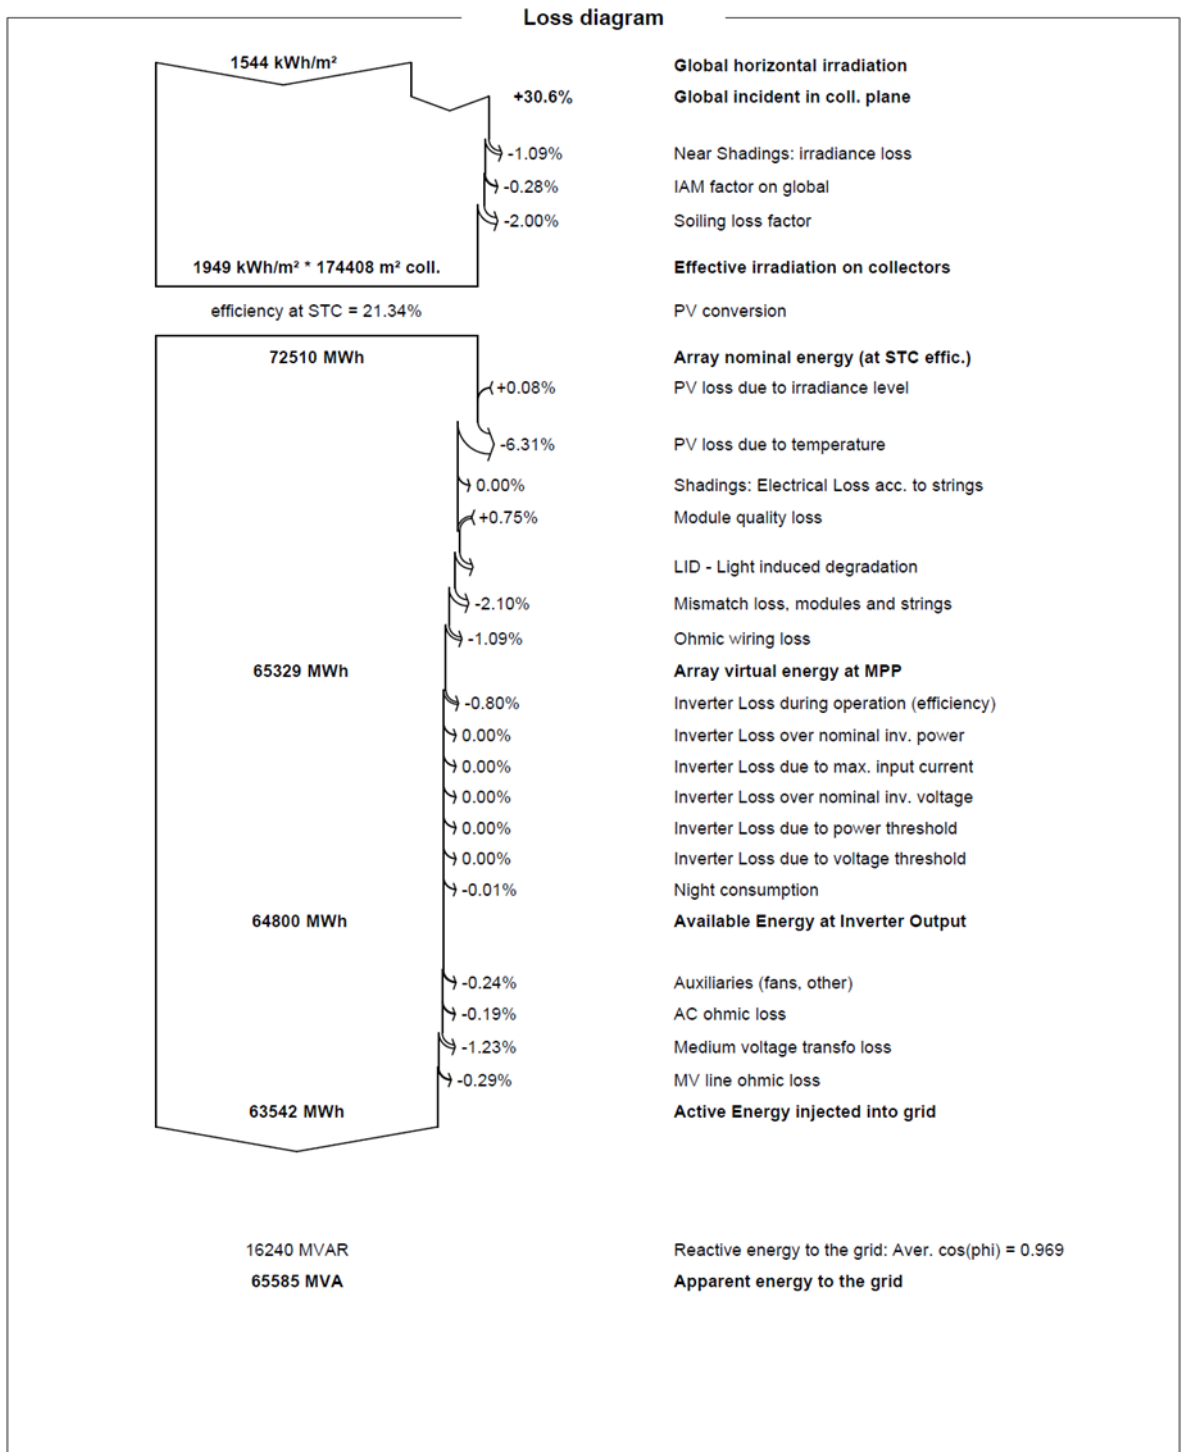 Loss diagram
1544 kWh/m² Global horizontal irradiation
+30.6% Global incident in coll. plane
-1.09% Near Shadings: irradiance loss
-0.28% IAM factor on global
-2.00% Soiling loss factor
1949 kWh/m² * 174408 m² coll. Effective irradiation on collectors
efficiency at STC = 21.34% PV conversion
72510 MWh Array nominal energy (at STC effic.)
+0.08% PV loss due to irradiance level
-6.31% PV loss due to temperature
0.00% Shadings: Electrical Loss acc. to strings
+0.75% Module quality loss
LID - Light induced degradation
-2.10% Mismatch loss, modules and strings
-1.09% Ohmic wiring loss
65329 MWh Array virtual energy at MPP
-0.80% Inverter Loss during operation (efficiency)
0.00% Inverter Loss over nominal inv. power
0.00% Inverter Loss due to max. input current
0.00% Inverter Loss over nominal inv. voltage
0.00% Inverter Loss due to power threshold
0.00% Inverter Loss due to voltage threshold
-0.01% Night consumption
64800 MWh Available Energy at Inverter Output
-0.24% Auxiliaries (fans, other)
-0.19% AC ohmic loss
-1.23% Medium voltage transfo loss
-0.29% MV line ohmic loss
63542 MWh Active Energy injected into grid
16240 MVAR Reactive energy to the grid: Aver. cos(phi) = 0.969
65585 MVA Apparent energy to the grid